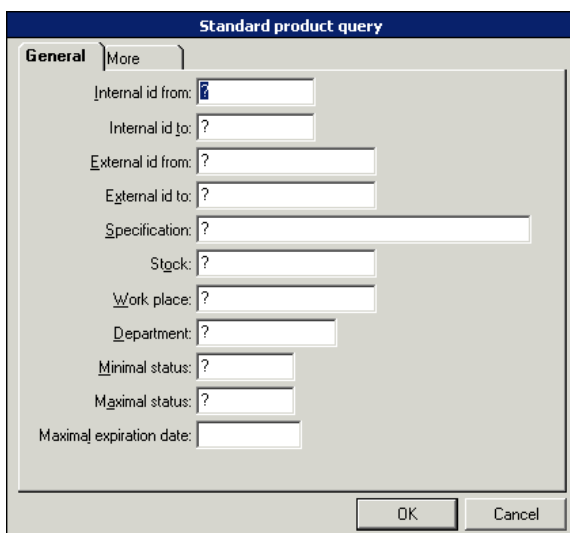 Standard product query
General More
Internal id from: ?
Internal id to: ?
External id from: ?
External id to: ?
Specification: ?
Stock: ?
Work place: ?
Department: ?
Minimal status: ?
Maximal status: ?
Maximal expiration date:
OK Cancel